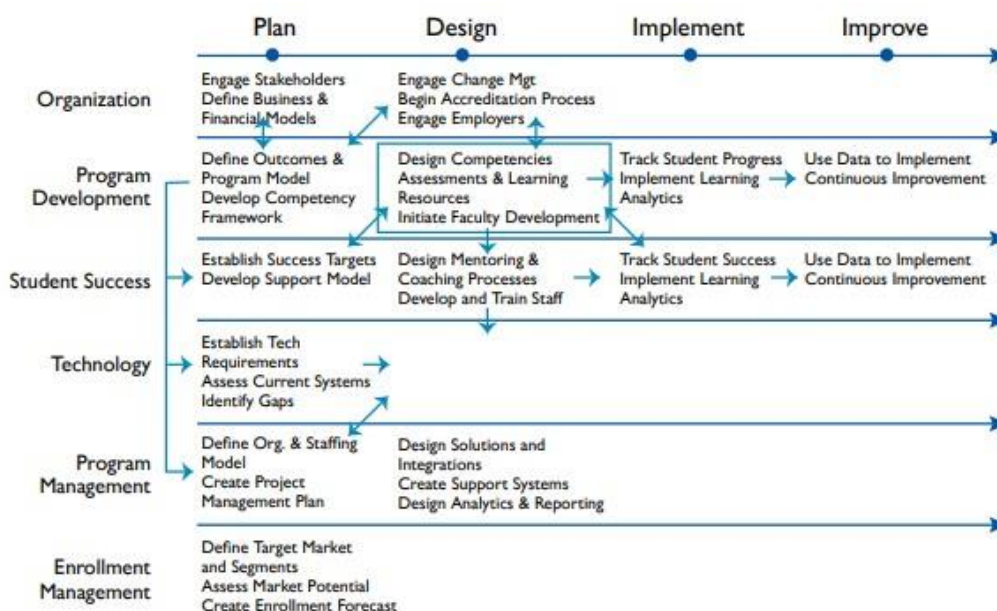 Plan Design Implement Improve
Organization
Engage Stakeholders
Define Business &
Financial Models
Engage Change Mgt
Begin Accreditation Process
Engage Employers
Program
Development
Define Outcomes &
Program Model
Develop Competency
Framework
Design Competencies
Assessments & Learning
Resources
Initiate Faculty Development
Track Student Progress
Implement Learning
Analytics
Use Data to Implement
Continuous Improvement
Student Success
Establish Success Targets
Develop Support Model
Design Mentoring &
Coaching Processes
Develop and Train Staff
Track Student Success
Implement Learning
Analytics
Use Data to Implement
Continuous Improvement
Technology
Establish Tech
Requirements
Assess Current Systems
Identify Gaps
Program
Management
Define Org. & Staffing
Model
Create Project
Management Plan
Design Solutions and
Integrations
Create Support Systems
Design Analytics & Reporting
Enrollment
Management
Define Target Market
and Segments
Assess Market Potential
Create Enrollment Forecast